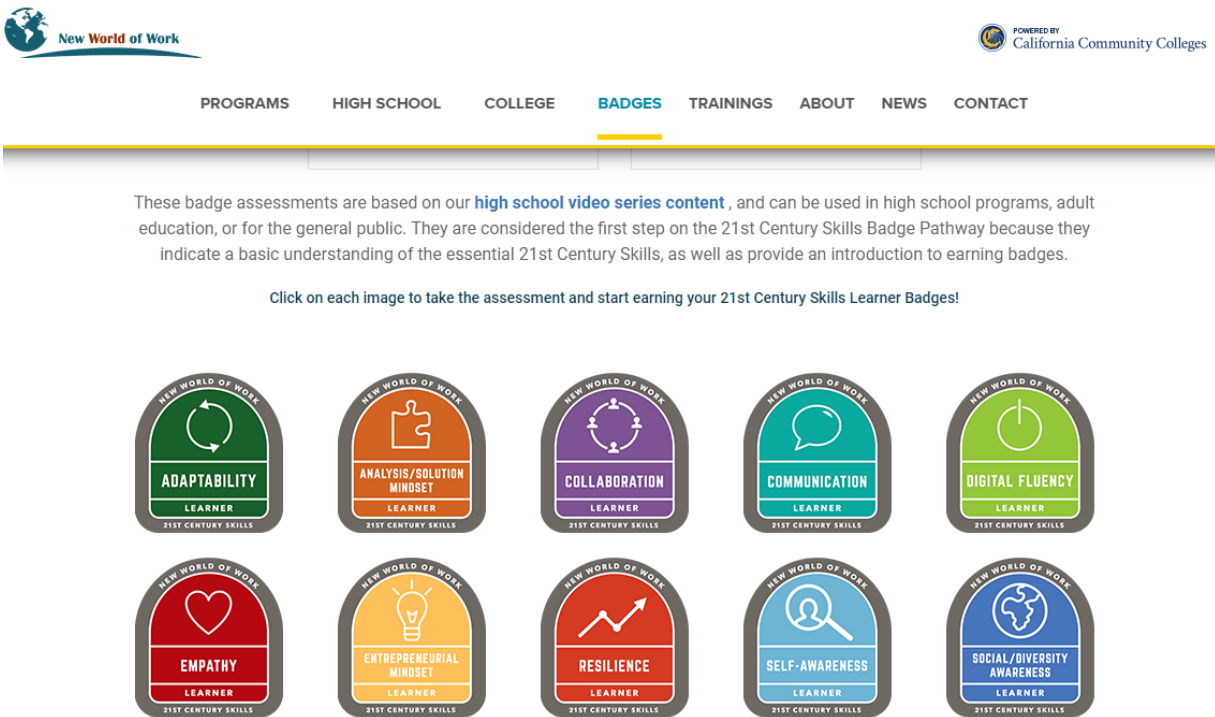 New World of Work
POWERED BY
California Community Colleges
PROGRAMS HIGH SCHOOL COLLEGE BADGES TRAININGS ABOUT NEWS CONTACT
These badge assessments are based on our high school video series content , and can be used in high school programs, adult
education, or for the general public. They are considered the first step on the 21st Century Skills Badge Pathway because they
indicate a basic understanding of the essential 21st Century Skills, as well as provide an introduction to earning badges.
Click on each image to take the assessment and start earning your 21st Century Skills Learner Badges!
NEW WORLD OF WORK
ADAPTABILITY
LEARNER
21ST CENTURY SKILLS
NEW WORLD OF WORK
ANALYSIS/SOLUTION
MINDSET
LEARNER
21ST CENTURY SKILLS
NEW WORLD OF WORK
COLLABORATION
LEARNER
21ST CENTURY SKILLS
NEW WORLD OF WORK
COMMUNICATION
LEARNER
21ST CENTURY SKILLS
NEW WORLD OF WORK
DIGITAL FLUENCY
LEARNER
21ST CENTURY SKILLS
NEW WORLD OF WORK
EMPATHY
LEARNER
21ST CENTURY SKILLS
NEW WORLD OF WORK
ENTREPRENEURIAL
MINDSET
LEARNER
21ST CENTURY SKILLS
NEW WORLD OF WORK
RESILIENCE
LEARNER
21ST CENTURY SKILLS
NEW WORLD OF WORK
SELF-AWARENESS
LEARNER
21ST CENTURY SKILLS
NEW WORLD OF WORK
SOCIAL/DIVERSITY
AWARENESS
LEARNER
21ST CENTURY SKILLS